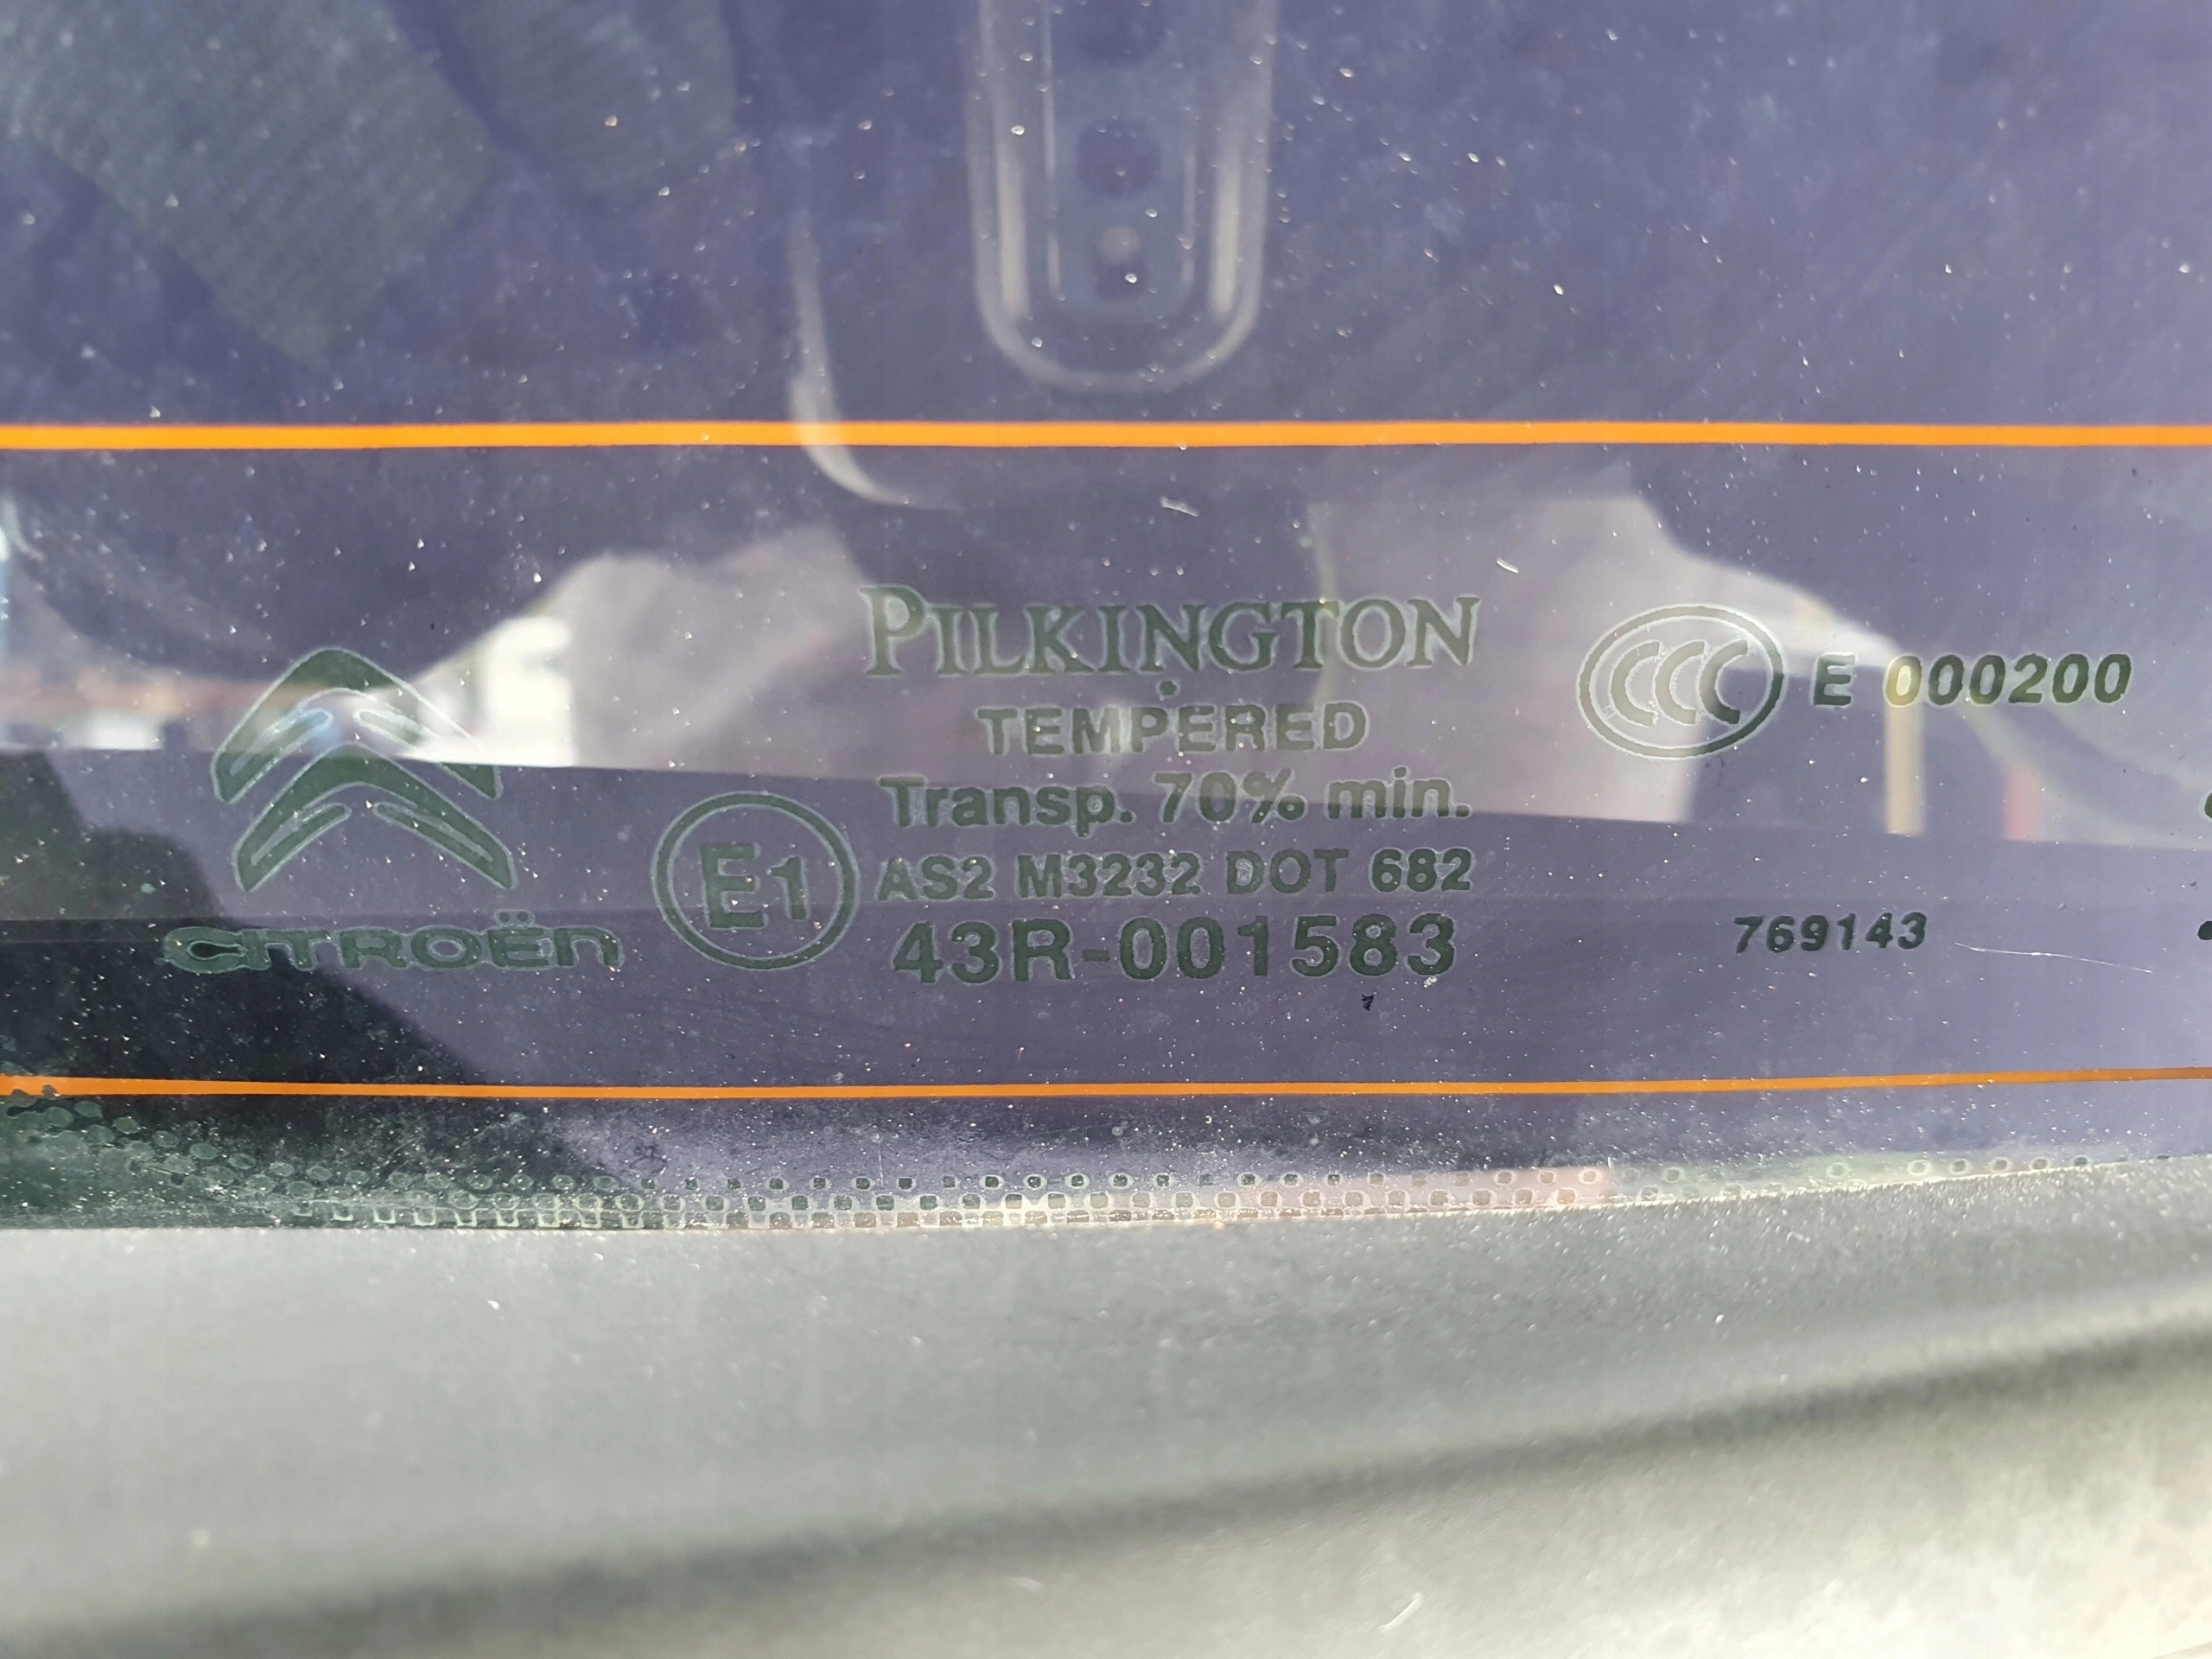 PILKINGTON
TEMPERED
Transp. 70% min.
AS2 M3232 DOT 682
43R-001583
E1
CITROËN
CCC E 000200
769143